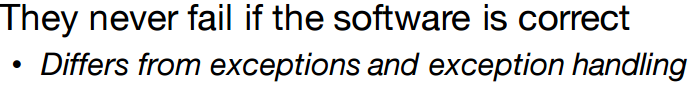 They never fail if the software is correct
• Differs from exceptions and exception handling